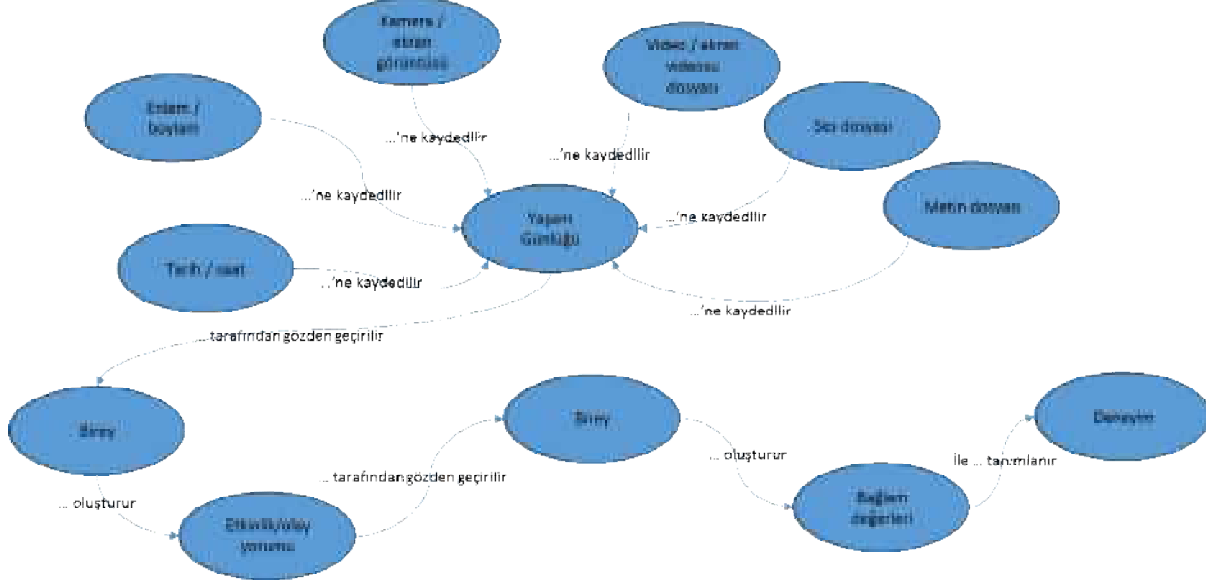 Kamera /
ekran
görüntüsü
Video / ekran
videosu
dosyası
Enlem /
boylam
Ses dosyası
...'ne kaydedilir
...'ne kaydedilir
...'ne kaydedilir
Metin dosyası
Yaşam
Günlüğü
...'ne kaydedilir
Tarih / saat
...'ne kaydedilir
...'ne kaydedilir
... tarafından gözden geçirilir
Birey
Birey
Deneyim
... oluşturur
İle ... tanımlanır
... tarafından gözden geçirilir
... oluşturur
Bağlam
değerleri
Etkinlik/olay
yorumu